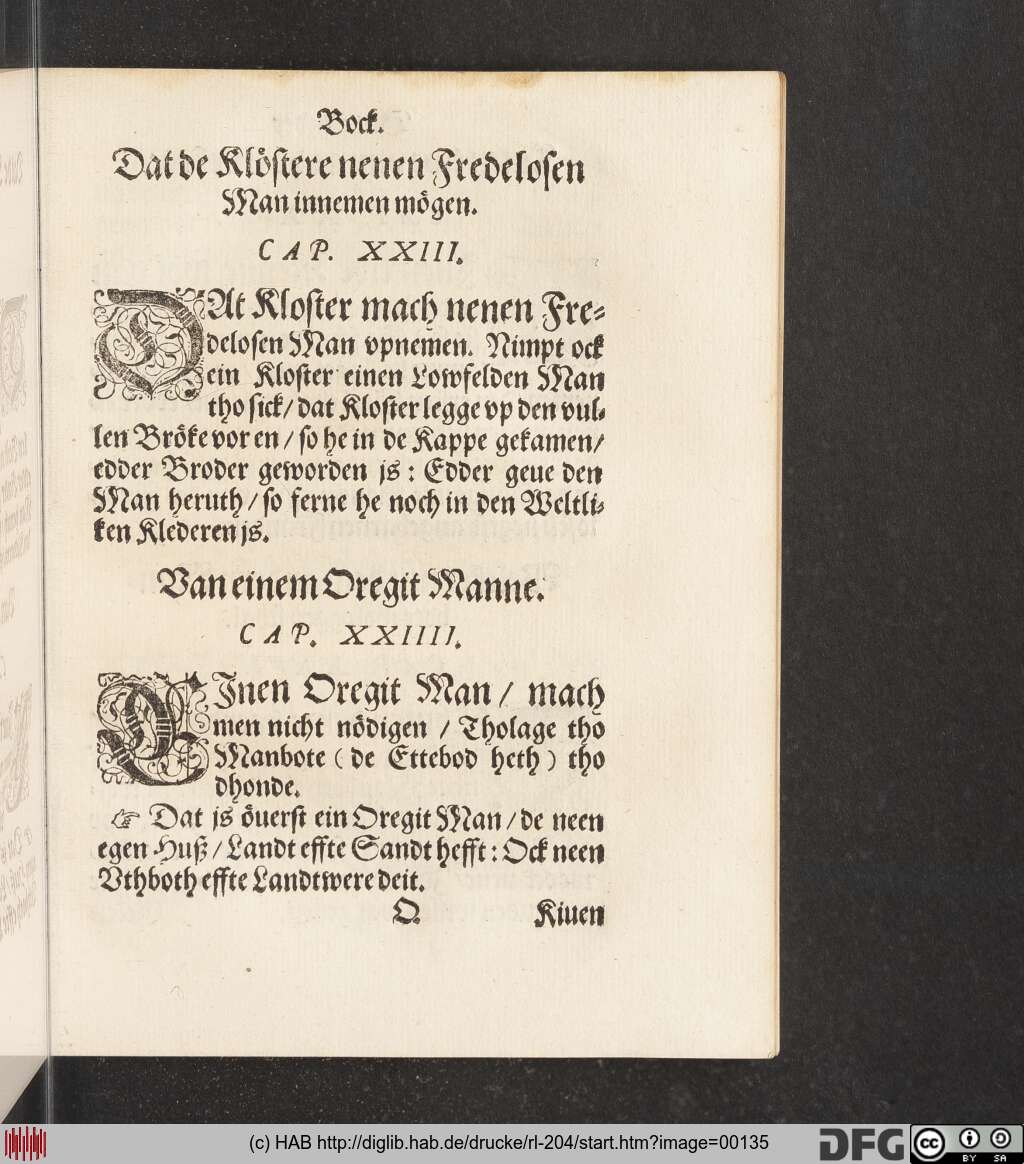 Bock.
Dat de Klöstere nenen Fredelosen
Man innemen mögen.
CAP. XXIII.
DAt Kloster mach nenen Fre-
delosen Man vpnemen. Nimpt ock
ein Kloster einen Lowfelden Man
tho sick / dat Kloster legge vp den vul-
len Bröke vor en / so he in de Kappe gekamen /
edder Broder geworden js : Edder geue den
Man heruth / so ferne he noch in den Weltli-
ken Klederen js.
Van einem Oregit Manne.
CAP. XXIIII.
EJnen Oregit Man / mach
men nicht nödigen / Tholage tho
Manbote ( de Ettebod heth ) tho
dhonde.
☞ Dat js öuerst ein Oregit Man / de neen
egen Huß / Landt effte Sandt hefft : Ock neen
Vthboth effte Landtwere deit.
O Kiuen
(c) HAB http://diglib.hab.de/drucke/rl-204/start.htm?image=00135
DFG cc BY SA